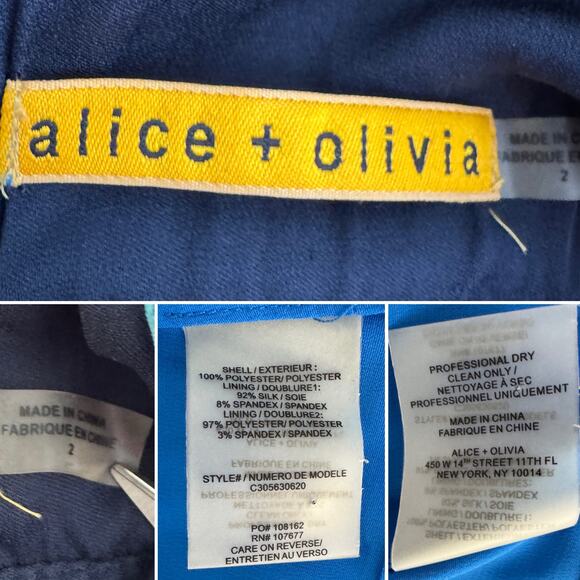 alice + olivia
MADE IN C
FABRIQUE EN
2
MADE IN CHINA
FABRIQUE EN CHINE
2
SHELL / EXTERIEUR :
100% POLYESTER/ POLYESTER
LINING / DOUBLURE1:
92% SILK / SOIE
8% SPANDEX / SPANDEX
LINING / DOUBLURE2:
97% POLYESTER/ POLYESTER
3% SPANDEX/ SPANDEX
STYLE# / NUMERO DE MODELE
C305630620
PO# 108162
RN# 107677
CARE ON REVERSE/
ENTRETIEN AU VERSO
PROFESSIONAL DRY
CLEAN ONLY /
NETTOYAGE À SEC
PROFESSIONNEL UNIQUEMENT
MADE IN CHINA
FABRIQUE EN CHINE
ALICE + OLIVIA
450 W 14TH STREET 11TH FL
NEW YORK, NY 10014